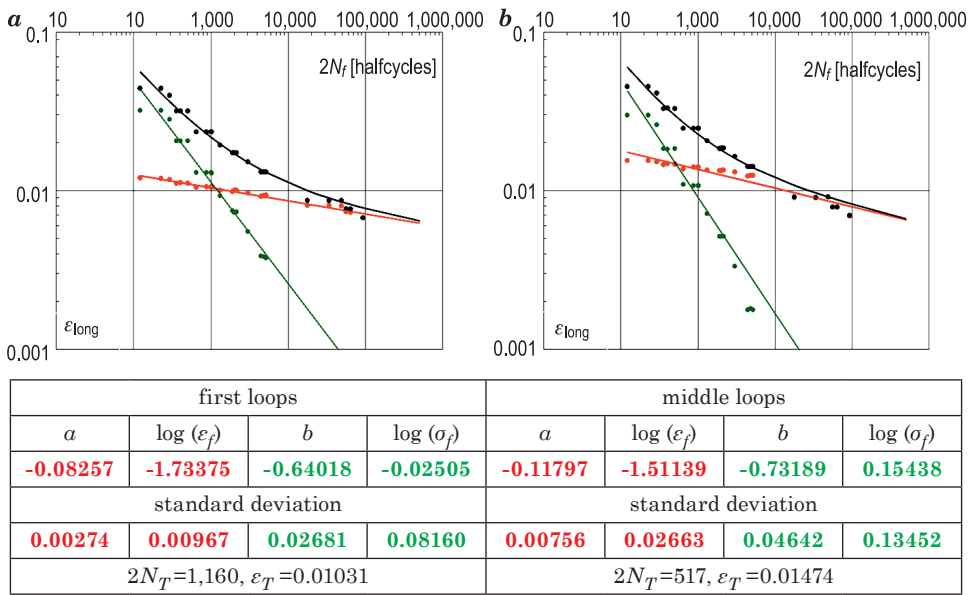 a 10 10 1,000 10,000 100,000 1,000,000
0.1
2Nf [halfcycles]
0.01
εlong
0.001
b 10 10 1,000 10,000 100,000 1,000,000
0.1
2Nf [halfcycles]
0.01
εlong
0.001
first loops middle loops
a log (εf) b log (σf) a log (εf) b log (σf)
-0.08257 -1.73375 -0.64018 -0.02505 -0.11797 -1.51139 -0.73189 0.15438
standard deviation standard deviation
0.00274 0.00967 0.02681 0.08160 0.00756 0.02663 0.04642 0.13452
2NT=1,160, εT=0.01031 2NT=517, εT=0.01474